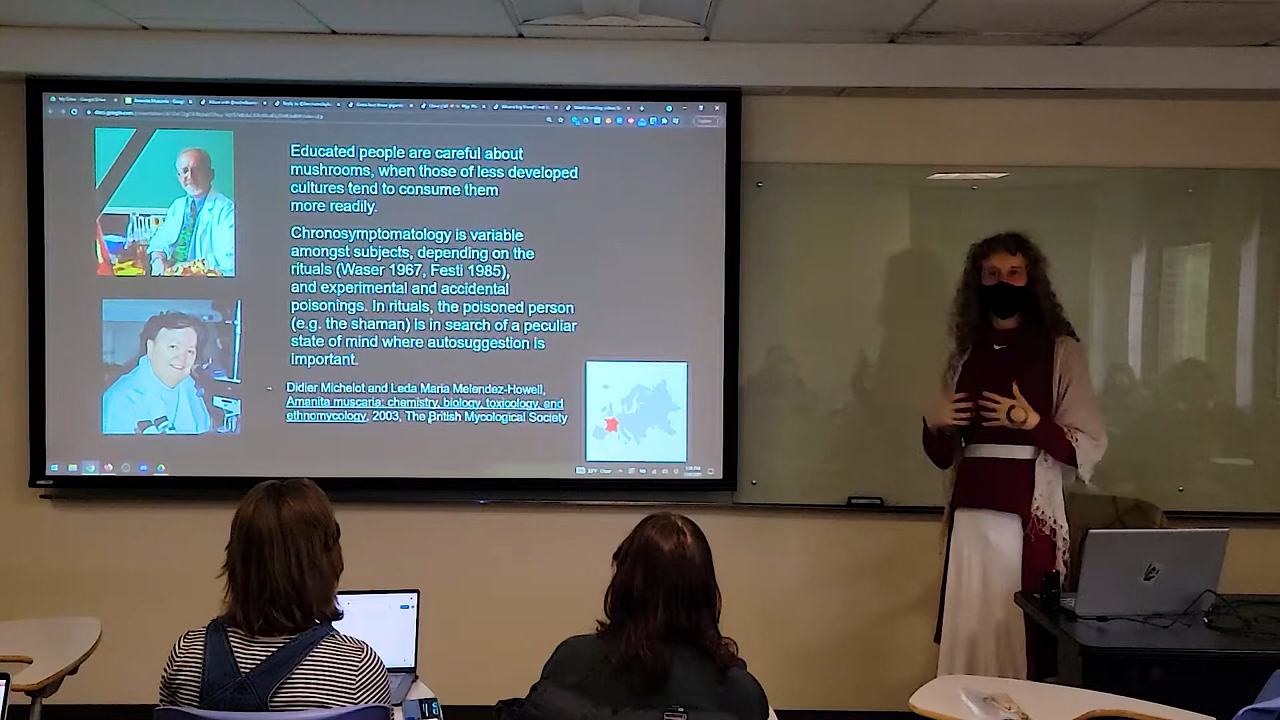 Educated people are careful about
mushrooms, when those of less developed
cultures tend to consume them
more readily.
Chronosymptomatology is variable
amongst subjects, depending on the
rituals (Waser 1967, Festi 1985),
and experimental and accidental
poisonings. In rituals, the poisoned person
(e.g. the shaman) is in search of a peculiar
state of mind where autosuggestion is
important.
- Didier Michelot and Leda Maria Melendez-Howell,
Amanita muscaria: chemistry, biology, toxicology, and
ethnomycology, 2003, The British Mycological Society